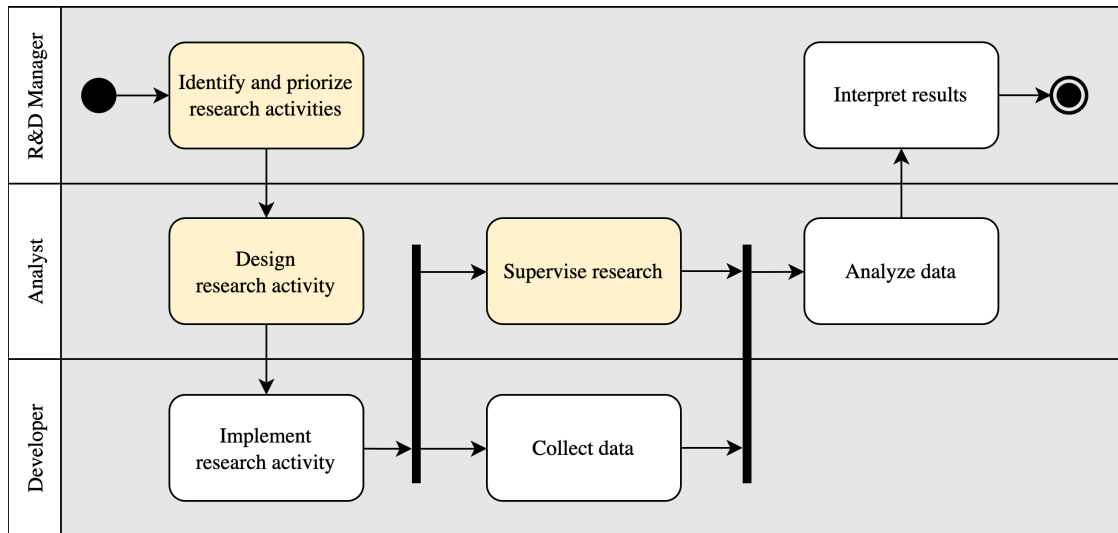 R&D Manager
Identify and priorize
research activities
Interpret results
Analyst
Design
research activity
Supervise research
Analyze data
Developer
Implement
research activity
Collect data